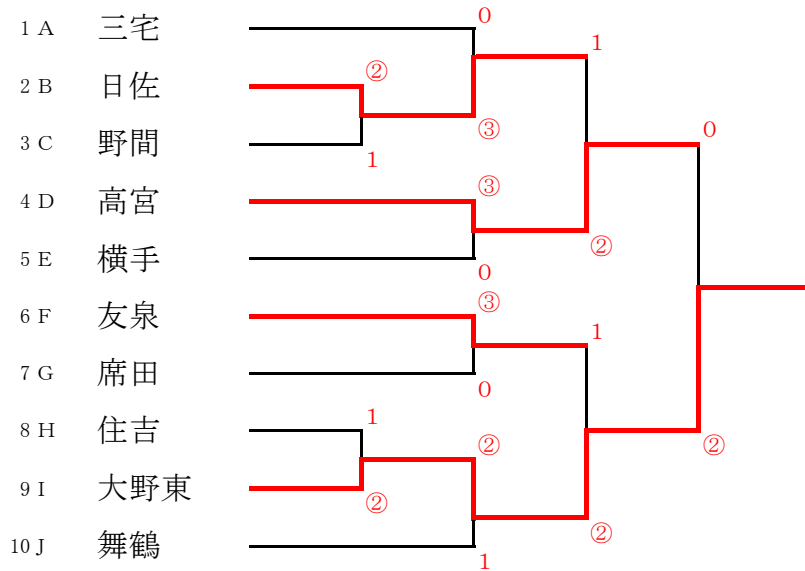 1 A 三宅
2 B 日佐
3 C 野間
4 D 高宮
5 E 横手
6 F 友泉
7 G 席田
8 H 住吉
9 I 大野東
10 J 舞鶴
0
1
②
③
1
0
③
②
0
③
1
0
1
②
②
②
②
1